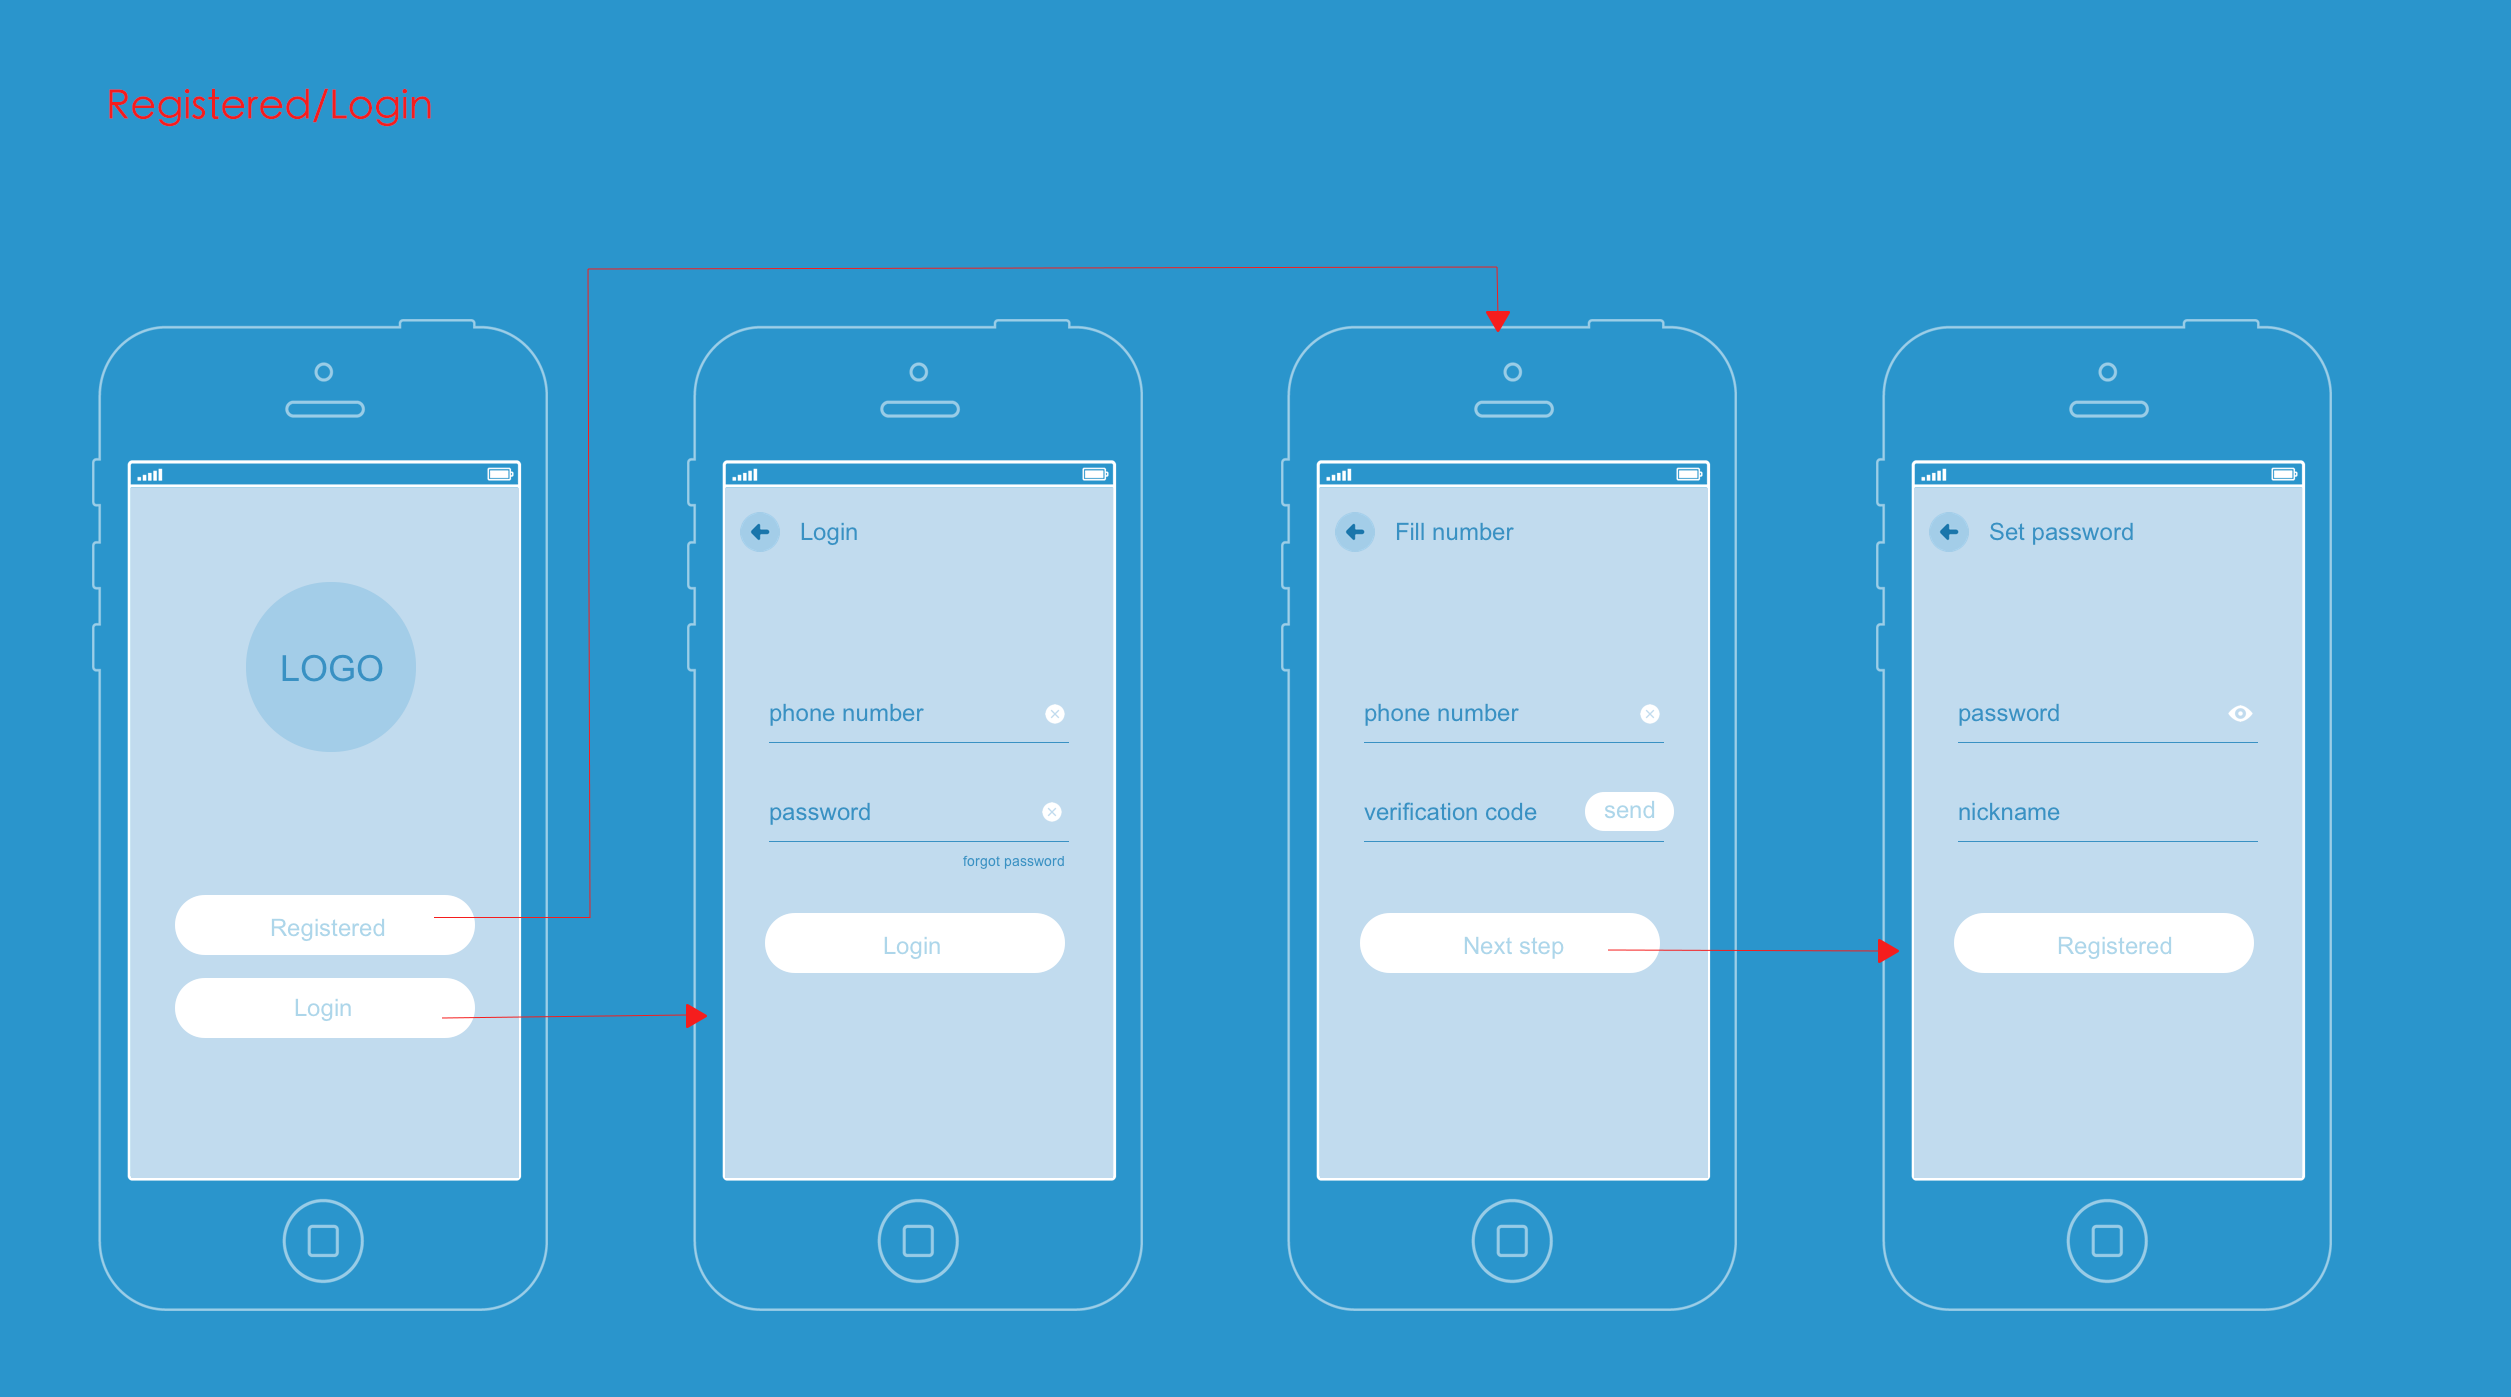 Registered/Login
LOGO
Registered
Login
Login
phone number
password
forgot password
Login
Fill number
phone number
verification code
send
Next step
Set password
password
nickname
Registered